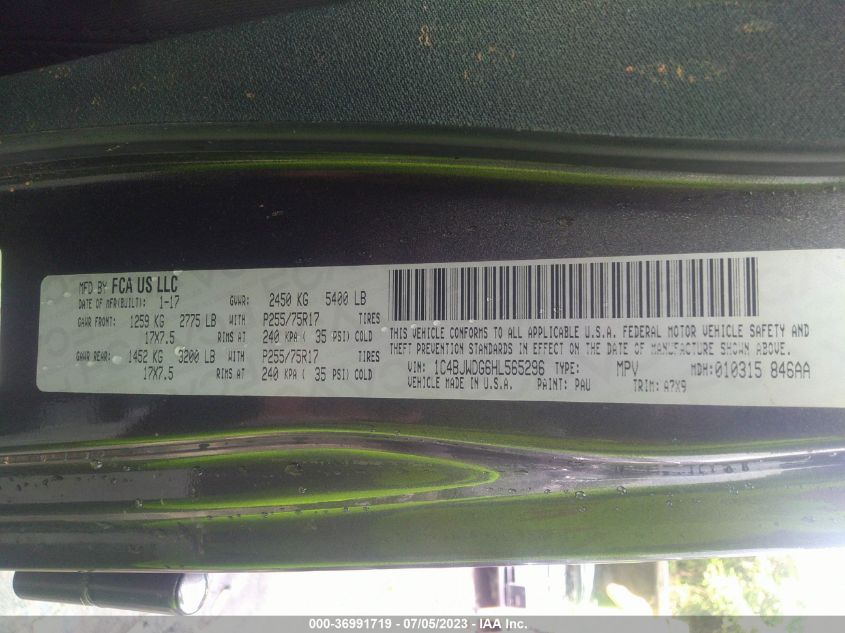 MFD BY FCA US LLC
DATE OF MFR(BUILT): 1-17 GVWR: 2450 KG 5400 LB
GAWR FRONT: 1259 KG 2775 LB WITH P255/75R17 TIRES
17X7.5 RIMS AT 240 KPA ( 35 PSI) COLD
GAWR REAR: 1452 KG 3200 LB WITH P255/75R17 TIRES
17X7.5 RIMS AT 240 KPA ( 35 PSI) COLD
THIS VEHICLE CONFORMS TO ALL APPLICABLE U.S.A. FEDERAL MOTOR VEHICLE SAFETY AND
THEFT PREVENTION STANDARDS IN EFFECT ON THE DATE OF MANUFACTURE SHOWN ABOVE.
VIN: 1C4BJWDG6HL565296 TYPE: MPV MDH: 010315 846AA
VEHICLE MADE IN U.S.A. PAINT: PAU TRIM: A7X9
000-36991719 / 07/05/2023 - IAA Inc.